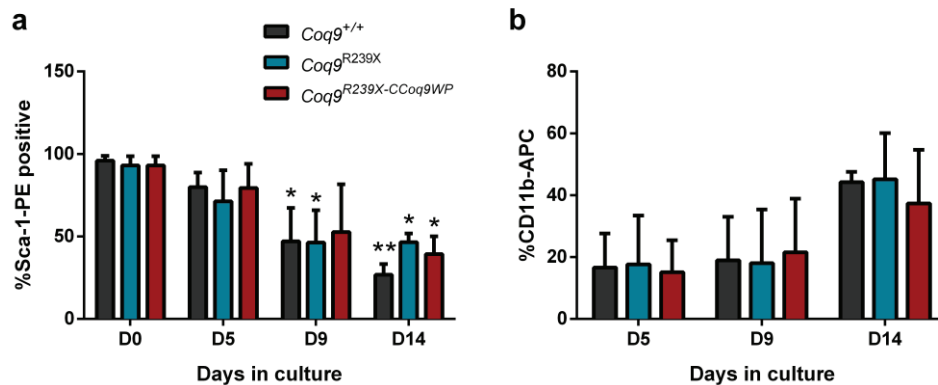 a
Coq9+/+
Coq9R239X
Coq9R239X-CCoq9WP
150
100
50
0
%Sca-1-PE positive
* *
** * *
D0 D5 D9 D14
Days in culture
b
80
60
40
20
0
%CD11b-APC
D5 D9 D14
Days in culture